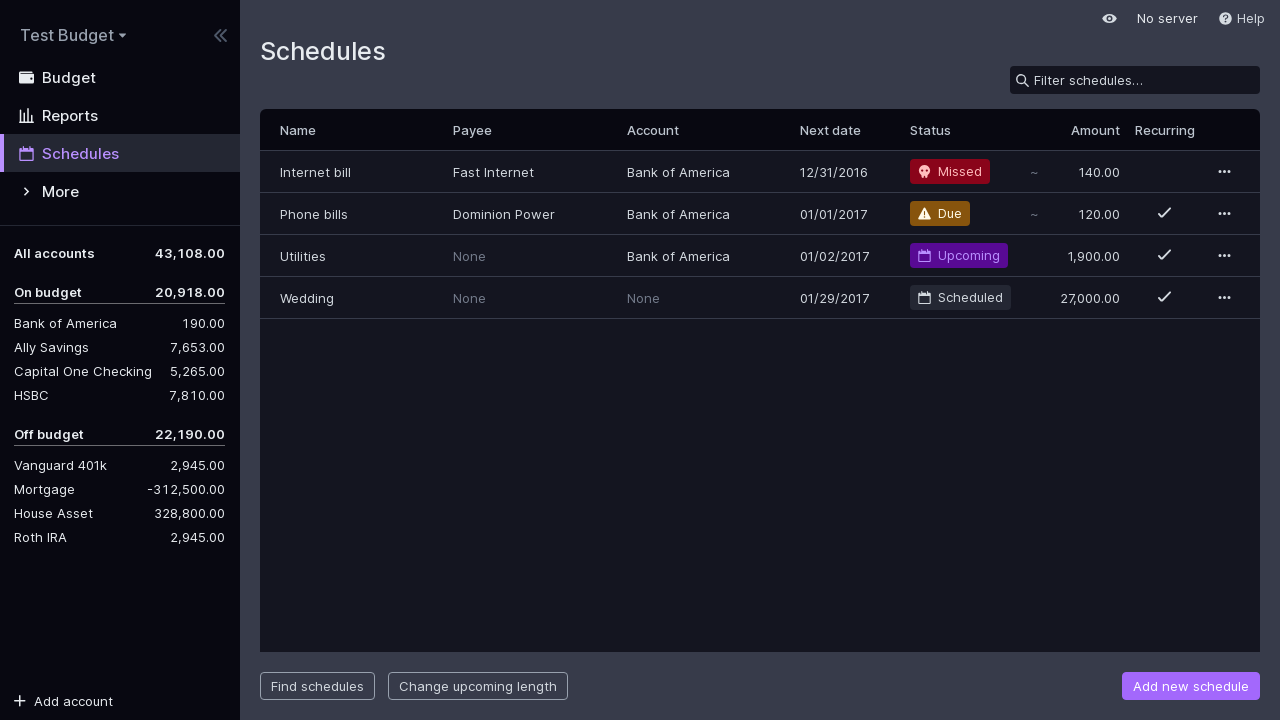 Test Budget
Budget
Reports
Schedules
More
All accounts 43,108.00
On budget 20,918.00
Bank of America 190.00
Ally Savings 7,653.00
Capital One Checking 5,265.00
HSBC 7,810.00
Off budget 22,190.00
Vanguard 401k 2,945.00
Mortgage -312,500.00
House Asset 328,800.00
Roth IRA 2,945.00
Add account
No server Help
Schedules
Filter schedules…
Name Payee Account Next date Status Amount Recurring
Internet bill Fast Internet Bank of America 12/31/2016 Missed ~ 140.00
Phone bills Dominion Power Bank of America 01/01/2017 Due ~ 120.00
Utilities None Bank of America 01/02/2017 Upcoming 1,900.00
Wedding None None 01/29/2017 Scheduled 27,000.00
Find schedules Change upcoming length Add new schedule